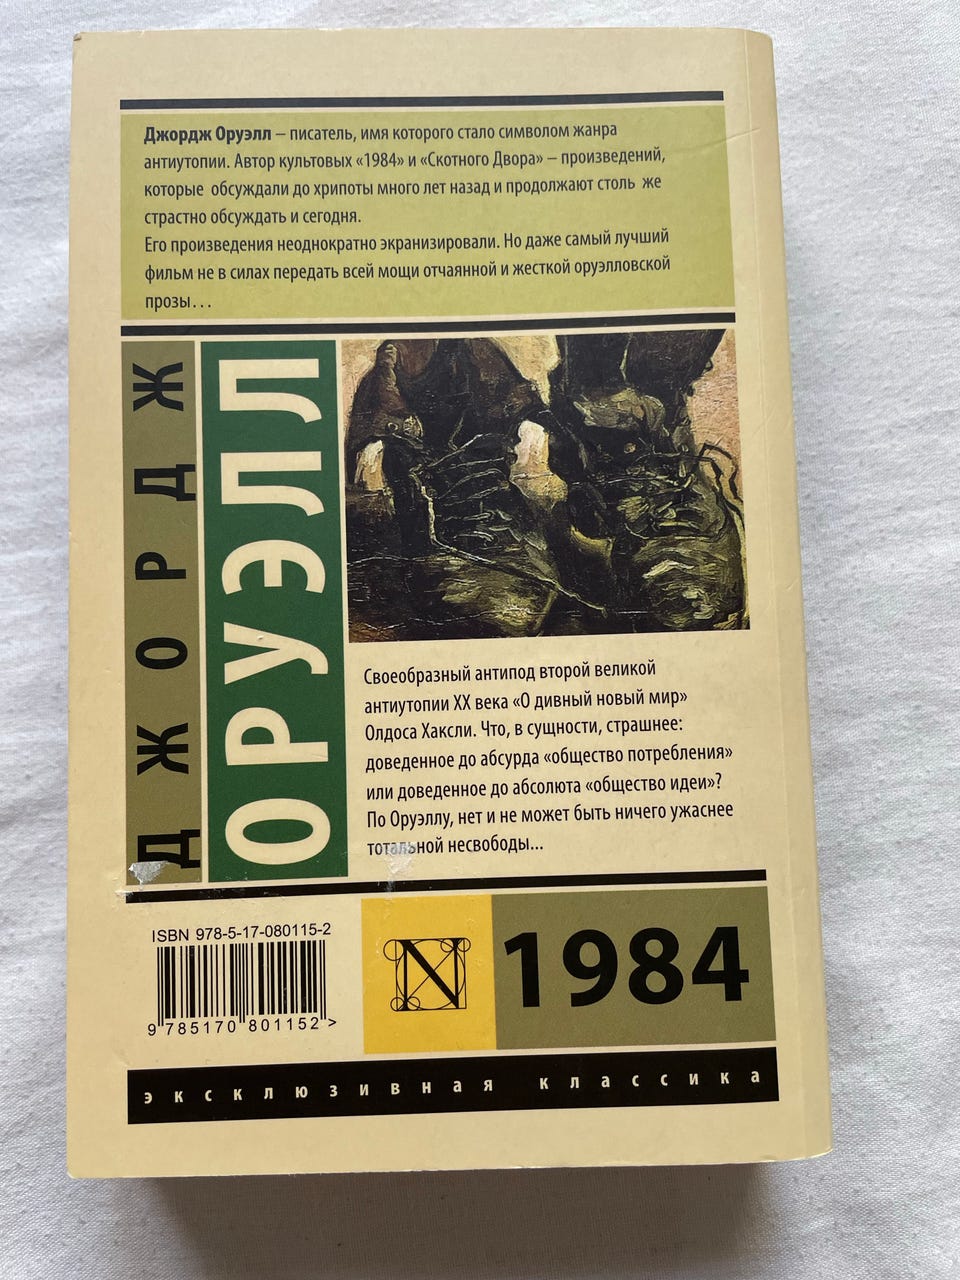 Джордж Оруэлл – писатель, имя которого стало символом жанра
антиутопии. Автор культовых «1984» и «Скотного Двора» – произведений,
которые обсуждали до хрипоты много лет назад и продолжают столь же
страстно обсуждать и сегодня.
Его произведения неоднократно экранизировали. Но даже самый лучший
фильм не в силах передать всей мощи отчаянной и жесткой оруэлловской
прозы...
ДЖОРДЖ
ОРУЭЛЛ
Своеобразный антипод второй великой
антиутопии XX века «О дивный новый мир»
Олдоса Хаксли. Что, в сущности, страшнее:
доведенное до абсурда «общество потребления»
или доведенное до абсолюта «общество идеи»?
По Оруэллу, нет и не может быть ничего ужаснее
тотальной несвободы...
ISBN 978-5-17-080115-2
9 785170 801152 >
N
1984
эксклюзивная классика